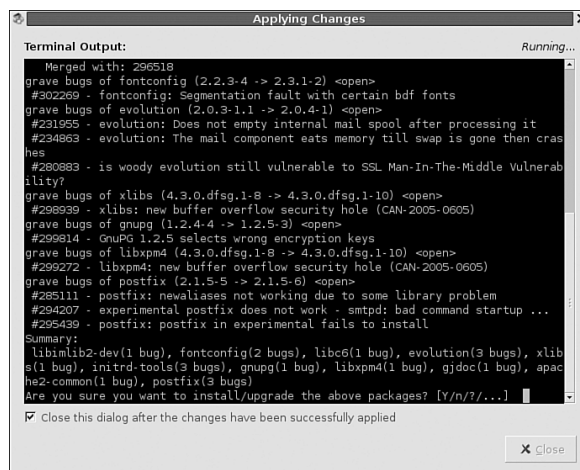 Applying Changes
Terminal Output:
Running...
Merged with: 296518
grave bugs of fontconfig (2.2.3-4 -> 2.3.1-2) <open>
#302269 - fontconfig: Segmentation fault with certain bdf fonts
grave bugs of evolution (2.0.3-1.1 -> 2.0.4-1) <open>
#231955 - evolution: Does not empty internal mail spool after processing it
#234863 - evolution: The mail component eats memory till swap is gone then cras
hes
#280883 - is woody evolution still vulnerable to SSL Man-In-The-Middle Vulnerab
ility?
grave bugs of xlibs (4.3.0.dfsg.1-8 -> 4.3.0.dfsg.1-10) <open>
#298939 - xlibs: new buffer overflow security hole (CAN-2005-0605)
grave bugs of gnupg (1.2.4-4 -> 1.2.5-3) <open>
#299814 - GnuPG 1.2.5 selects wrong encryption keys
grave bugs of libxpm4 (4.3.0.dfsg.1-8 -> 4.3.0.dfsg.1-10) <open>
#299272 - libxpm4: new buffer overflow security hole (CAN-2005-0605)
grave bugs of postfix (2.1.5-5 -> 2.1.5-6) <open>
#285111 - postfix: newaliases not working due to some library problem
#294207 - experimental postfix does not work - smtpd: bad command startup ...
#295439 - postfix: postfix in experimental fails to install
Summary:
libimlib2-dev(1 bug), fontconfig(2 bugs), libc6(1 bug), evolution(3 bugs), xlib
s(1 bug), initrd-tools(3 bugs), gnupg(1 bug), libxpm4(1 bug), gjdoc(1 bug), apac
he2-common(1 bug), postfix(3 bugs)
Are you sure you want to install/upgrade the above packages? [Y/n/?/...]
Close this dialog after the changes have been successfully applied
Close